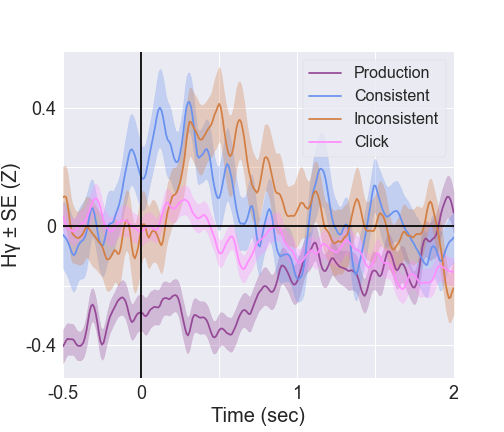 Production
Consistent
Inconsistent
Click
0.4
0
-0.4
Hγ ± SE (Z)
-0.5 0 1 2
Time (sec)